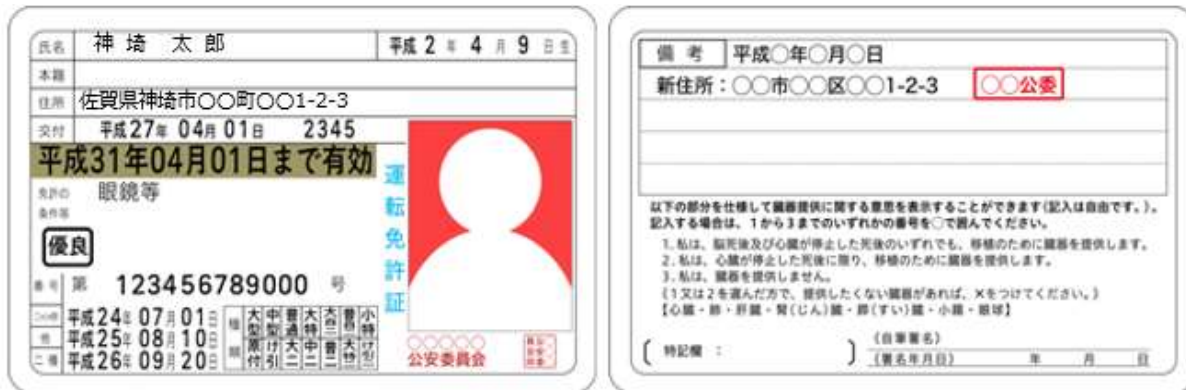 氏名 神埼 太郎 平成2年4月9日生
本籍
住所 佐賀県神埼市○○町○○1-2-3
交付 平成27年04月01日 2345
平成31年04月01日まで有効
免許の 眼鏡等
条件等
優良
番号 第 123456789000 号
平成24年07月01日
他 平成25年08月10日
二種 平成26年09月20日
種類
大型 中型 普通 大特 大自二 普自二 小特
原付 け引 大二 中二 普二 大特二 け引二
運転免許証
○○○○○
公安委員会
備考 平成○年○月○日
新住所:○○市○○区○○1-2-3 ○○公委
以下の部分を仕様して臓器提供に関する意思を表示することができます(記入は自由です。)。
記入する場合は、1から3までのいずれかの番号を○で囲んでください。
1. 私は、脳死後及び心臓が停止した死後のいずれでも、移植のために臓器を提供します。
2. 私は、心臓が停止した死後に限り、移植のために臓器を提供します。
3. 私は、臓器を提供しません。
(1又は2を選んだ方で、提供したくない臓器があれば、×をつけてください。)
【心臓・肺・肝臓・腎(じん)臓・膵(すい)臓・小腸・眼球】
(自筆署名)
〔特記欄: 〕
(署名年月日) 年 月 日